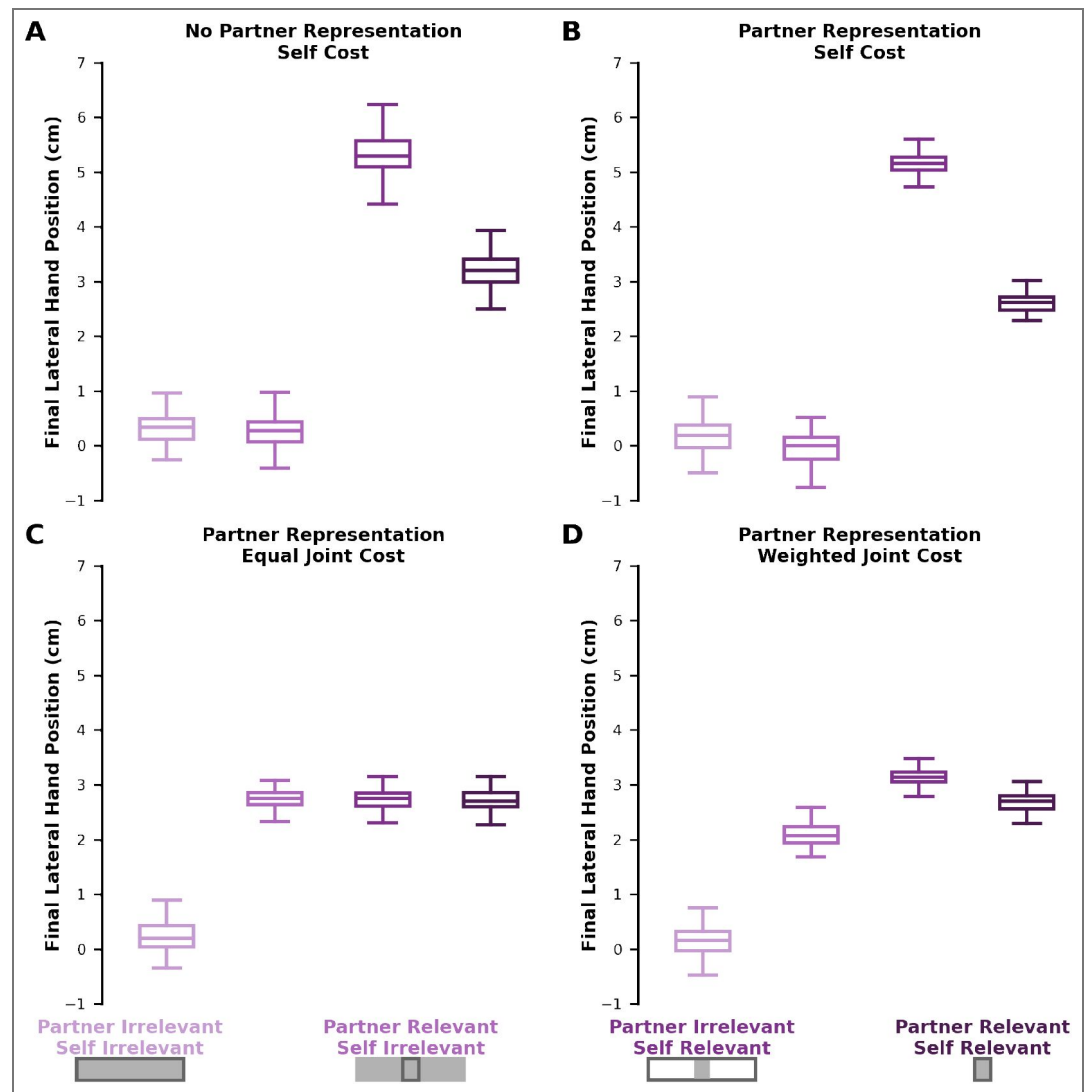 A
No Partner Representation
Self Cost
Final Lateral Hand Position (cm)
7
6
5
4
3
2
1
0
−1
B
Partner Representation
Self Cost
Final Lateral Hand Position (cm)
7
6
5
4
3
2
1
0
−1
C
Partner Representation
Equal Joint Cost
Final Lateral Hand Position (cm)
7
6
5
4
3
2
1
0
−1
D
Partner Representation
Weighted Joint Cost
Final Lateral Hand Position (cm)
7
6
5
4
3
2
1
0
−1
Partner Irrelevant
Self Irrelevant
Partner Relevant
Self Irrelevant
Partner Irrelevant
Self Relevant
Partner Relevant
Self Relevant